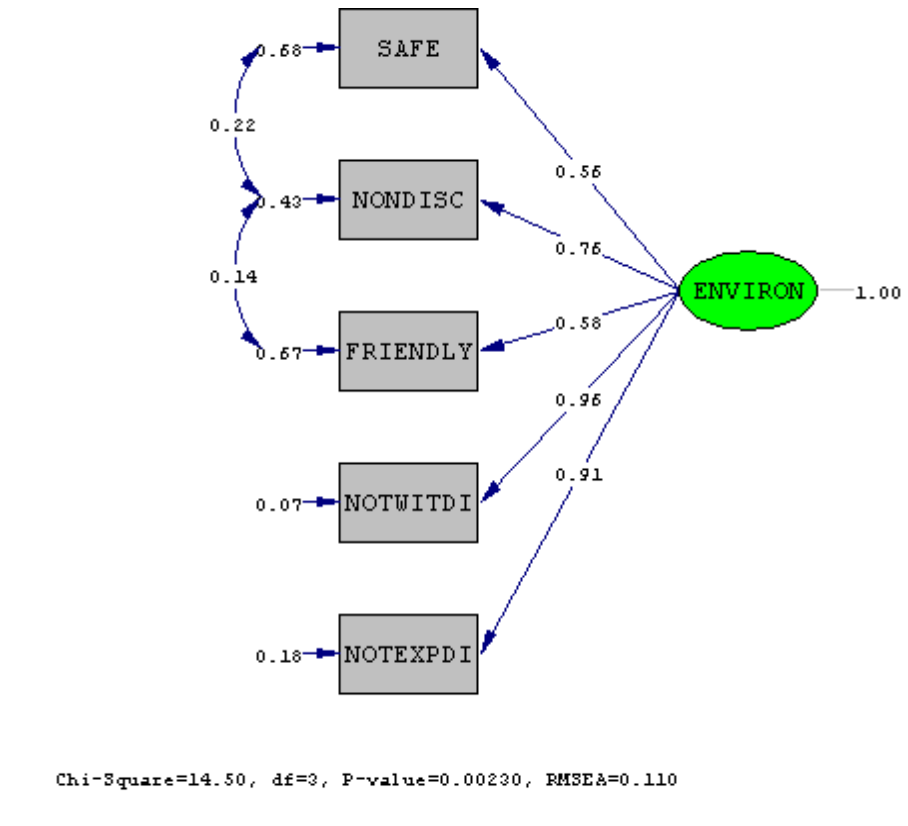 0.68 SAFE
0.22
0.56
0.43 NONDISC
0.76
0.14
ENVIRON 1.00
0.58
0.67 FRIENDLY
0.96
0.91
0.07 NOTWITDI
0.18 NOTEXPDI
Chi-Square=14.50, df=3, P-value=0.00230, RMSEA=0.110